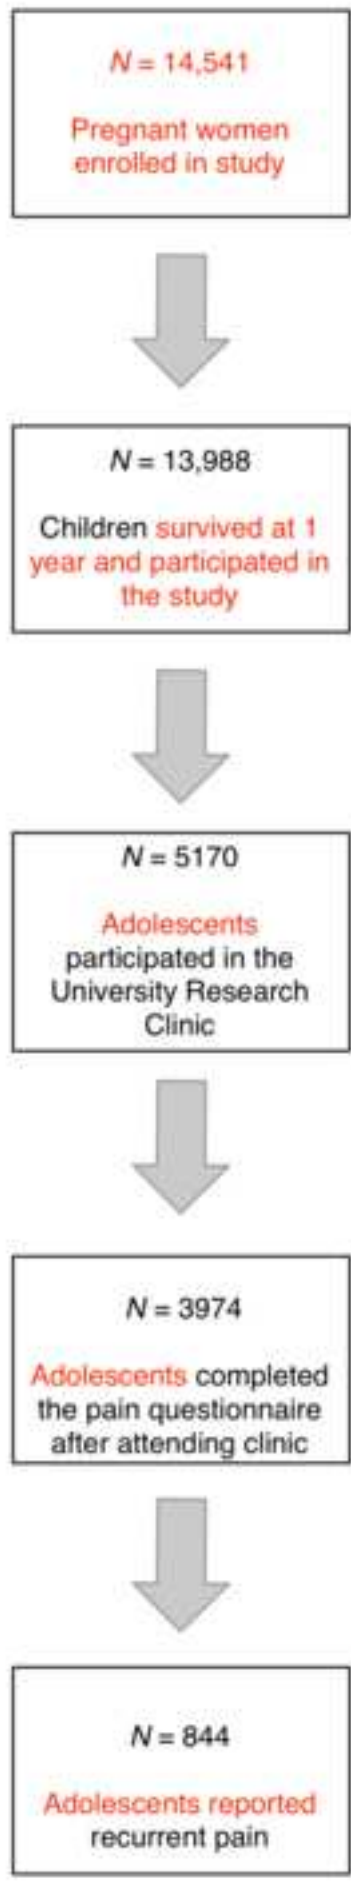 N = 14,541
Pregnant women
enrolled in study
N = 13,988
Children survived at 1
year and participated in
the study
N = 5170
Adolescents
participated in the
University Research
Clinic
N = 3974
Adolescents completed
the pain questionnaire
after attending clinic
N = 844
Adolescents reported
recurrent pain